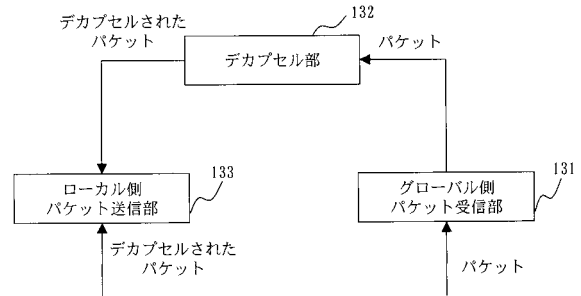 132
デカプセルされた
パケット
デカプセル部
パケット
ローカル側
パケット送信部
133
グローバル側
パケット受信部
131
デカプセルされた
パケット
パケット